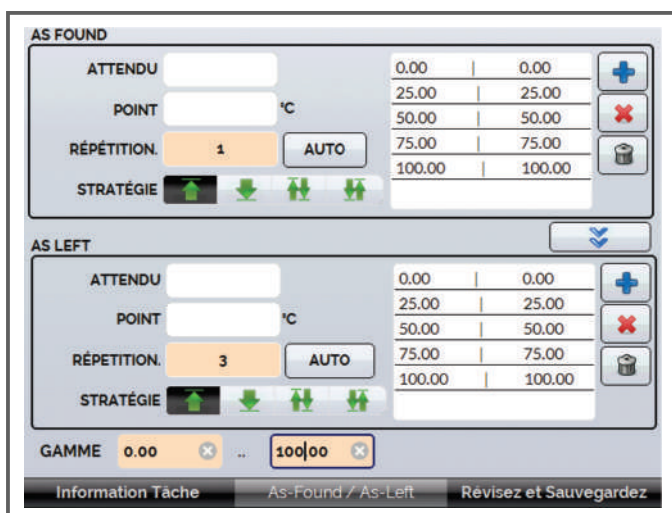 AS FOUND
ATTENDU
POINT °C
RÉPÉTITION. 1 AUTO
STRATÉGIE
0.00 | 0.00
25.00 | 25.00
50.00 | 50.00
75.00 | 75.00
100.00 | 100.00
AS LEFT
ATTENDU
POINT °C
RÉPETITION. 3 AUTO
STRATÉGIE
0.00 | 0.00
25.00 | 25.00
50.00 | 50.00
75.00 | 75.00
100.00 | 100.00
GAMME 0.00 .. 100.00
Information Tâche As-Found / As-Left Révisez et Sauvegardez